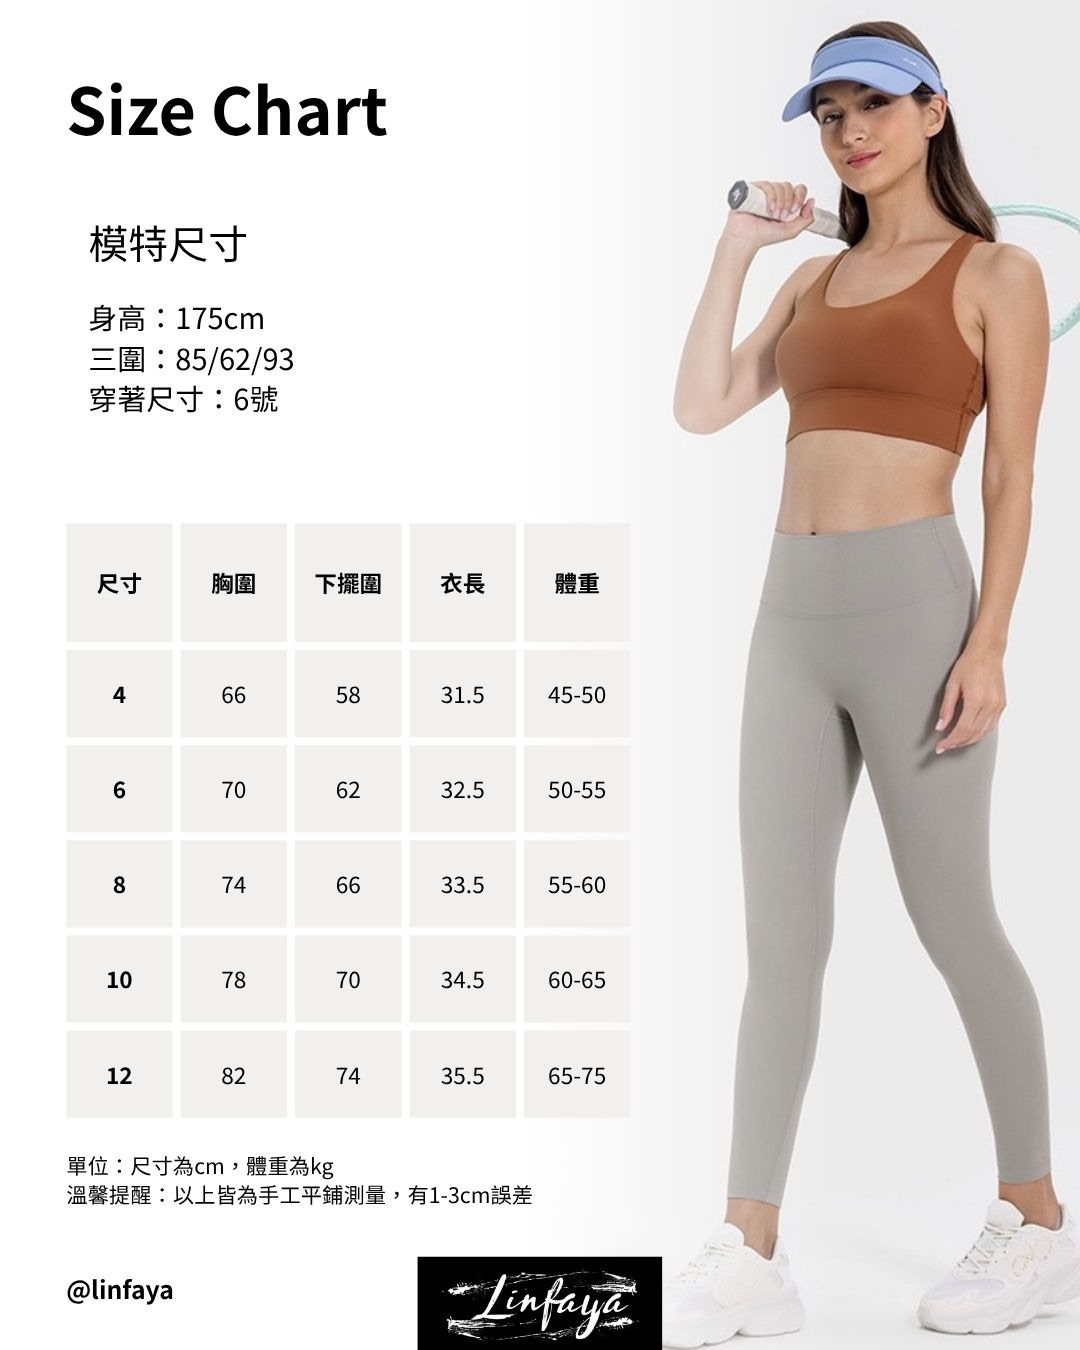 Size Chart
模特尺寸
身高：175cm
三圍：85/62/93
穿著尺寸：6號
尺寸 胸圍 下擺圍 衣長 體重
4 66 58 31.5 45-50
6 70 62 32.5 50-55
8 74 66 33.5 55-60
10 78 70 34.5 60-65
12 82 74 35.5 65-75
單位：尺寸為cm，體重為kg
溫馨提醒：以上皆為手工平鋪測量，有1-3cm誤差
@linfaya
Linfaya